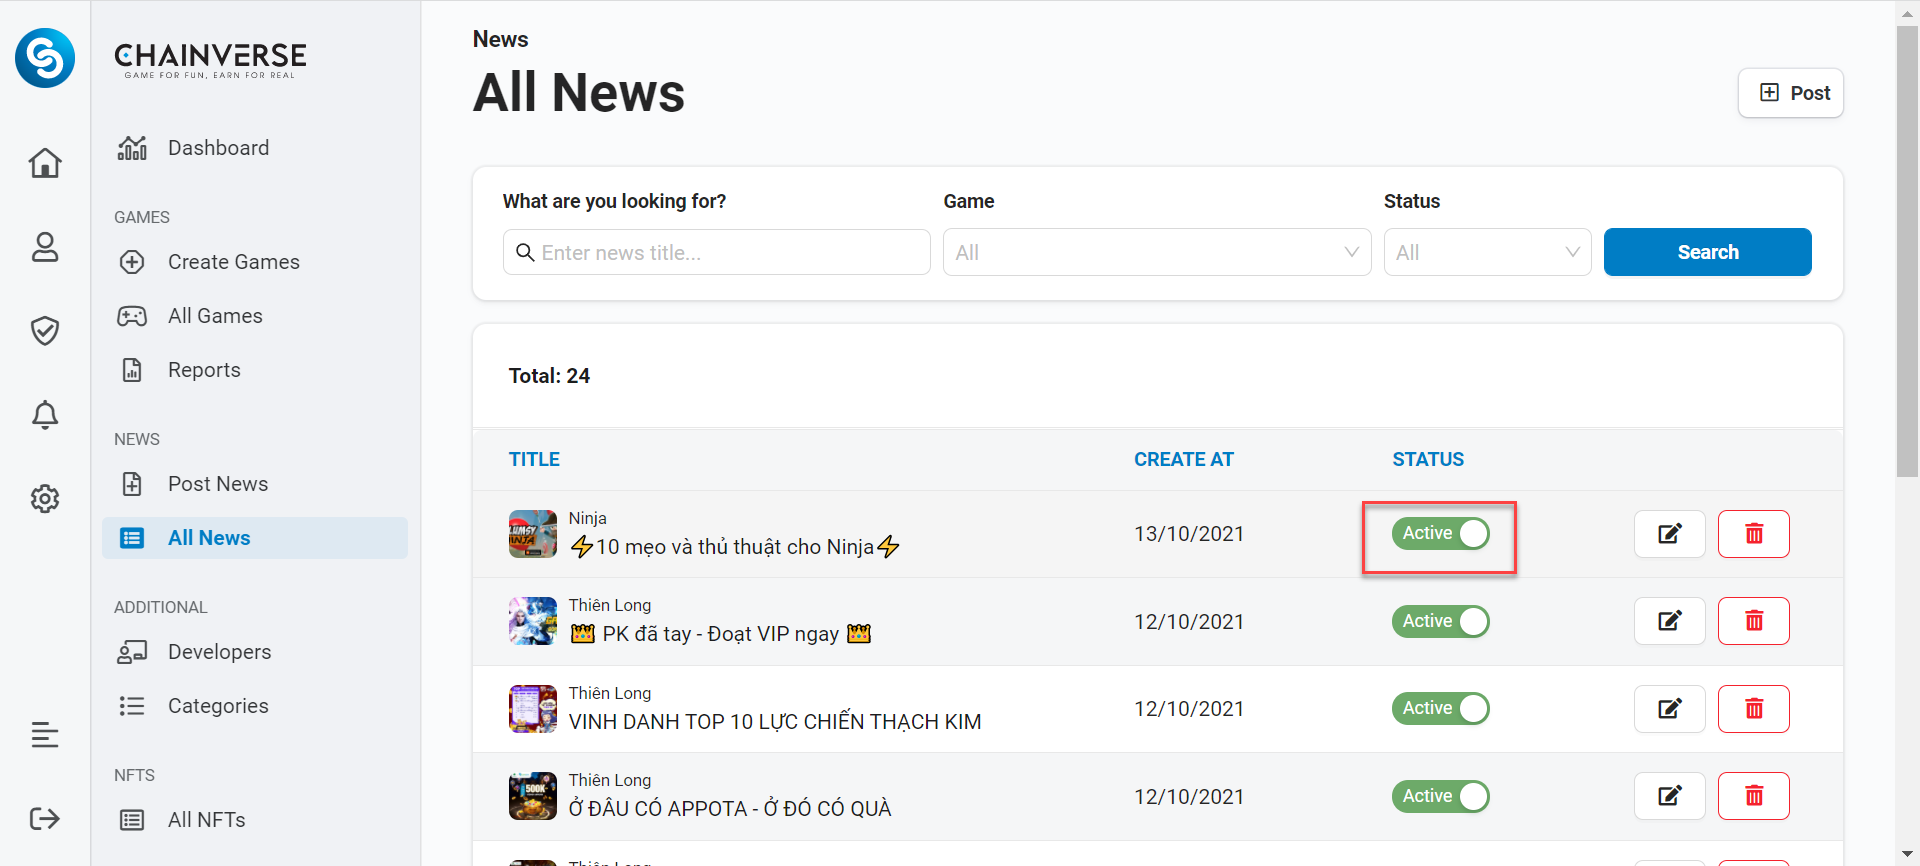 CHAINVERSE
GAME FOR FUN, EARN FOR REAL
Dashboard
GAMES
Create Games
All Games
Reports
NEWS
Post News
All News
ADDITIONAL
Developers
Categories
NFTS
All NFTs
News
All News
Post
What are you looking for?
Game
Status
Enter news title...
All
All
Search
Total: 24
TITLE
CREATE AT
STATUS
Ninja
⚡10 mẹo và thủ thuật cho Ninja⚡
13/10/2021
Active
Thiên Long
👑 PK đã tay - Đoạt VIP ngay 👑
12/10/2021
Active
Thiên Long
VINH DANH TOP 10 LỰC CHIẾN THẠCH KIM
12/10/2021
Active
500K
Thiên Long
Ở ĐÂU CÓ APPOTA - Ở ĐÓ CÓ QUÀ
12/10/2021
Active